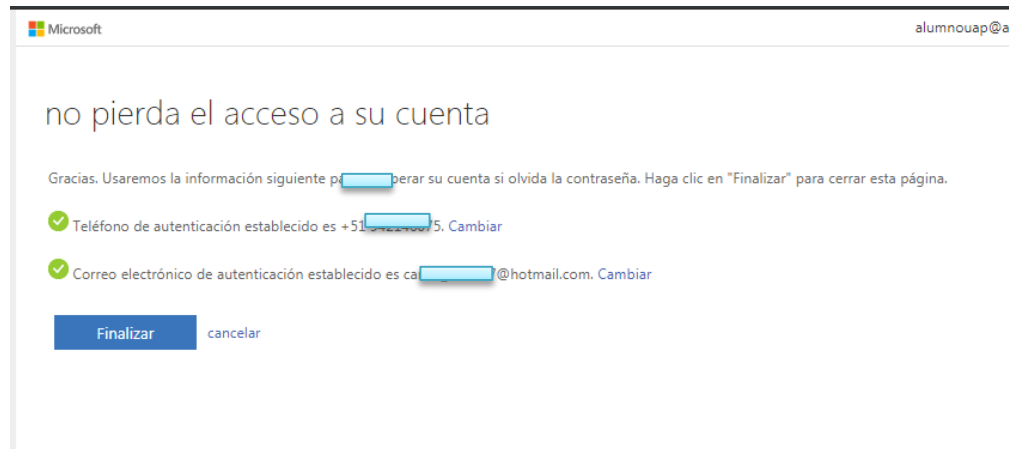 Microsoft
alumnouap@a
no pierda el acceso a su cuenta
Gracias. Usaremos la información siguiente su cuenta si olvida la contraseña. Haga clic en "Finalizar" para cerrar esta página.
Teléfono de autenticación establecido es +51 5. Cambiar
Correo electrónico de autenticación establecido es ca @hotmail.com. Cambiar
Finalizar
cancelar